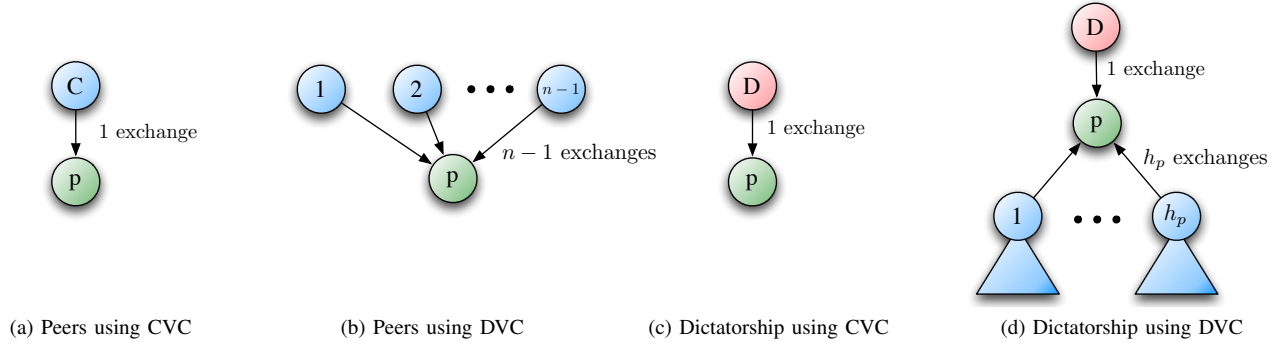 C
1 exchange
p
(a) Peers using CVC
1 2 n − 1
n − 1 exchanges
p
(b) Peers using DVC
D
1 exchange
p
(c) Dictatorship using CVC
D
1 exchange
p
h_p exchanges
1 h_p
(d) Dictatorship using DVC